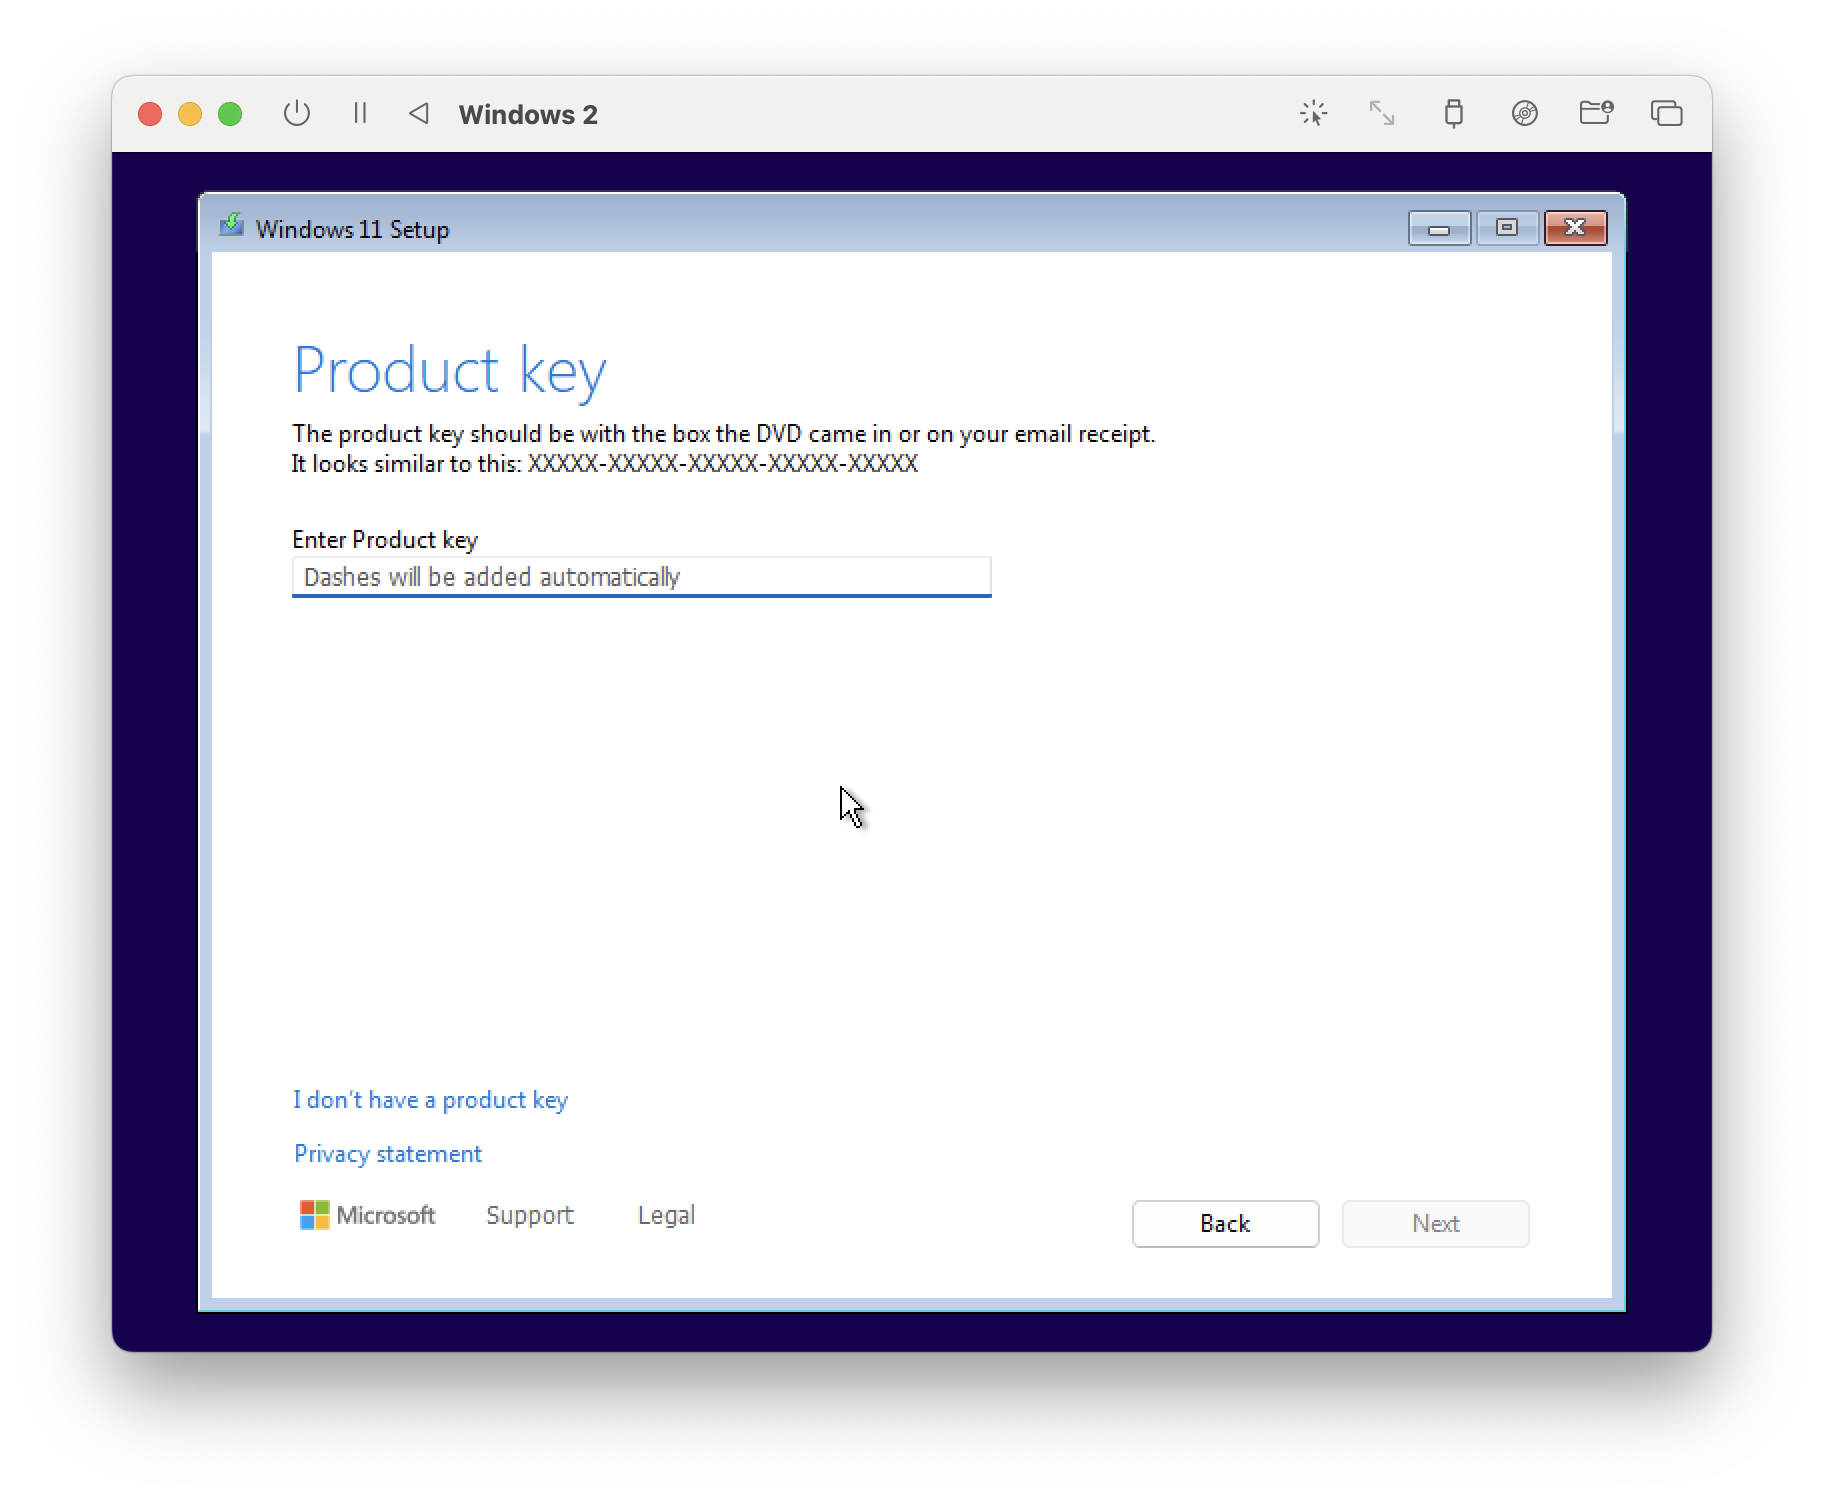 Windows 2
Windows 11 Setup
Product key
The product key should be with the box the DVD came in or on your email receipt.
It looks similar to this: XXXXX-XXXXX-XXXXX-XXXXX-XXXXX
Enter Product key
Dashes will be added automatically
I don't have a product key
Privacy statement
Microsoft Support Legal
Back Next